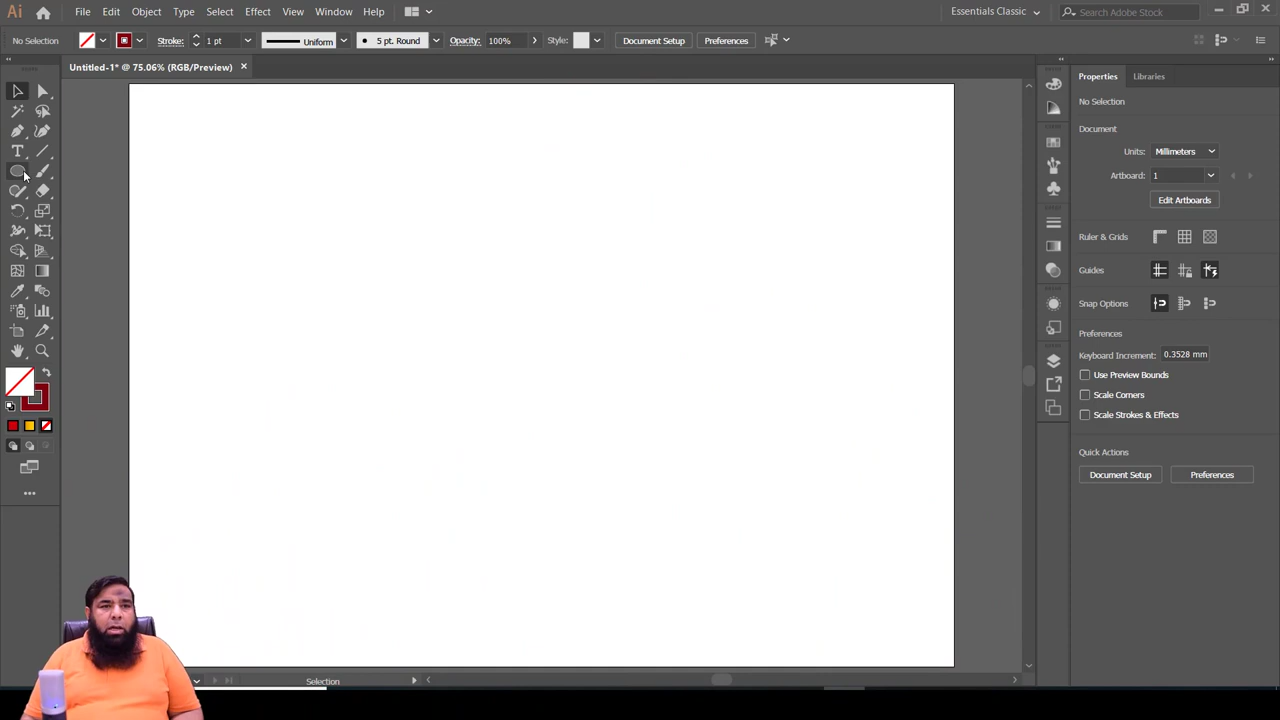 Ai File Edit Object Type Select Effect View Window Help Essentials Classic Search Adobe Stock
No Selection Stroke: 1 pt Uniform 5 pt. Round Opacity: 100% Style: Document Setup Preferences
Untitled-1* @ 75.06% (RGB/Preview)
Properties Libraries
No Selection
Document
Units: Millimeters
Artboard: 1
Edit Artboards
Ruler & Grids
Guides
Snap Options
Preferences
Keyboard Increment: 0.3528 mm
Use Preview Bounds
Scale Corners
Scale Strokes & Effects
Quick Actions
Document Setup Preferences
Selection